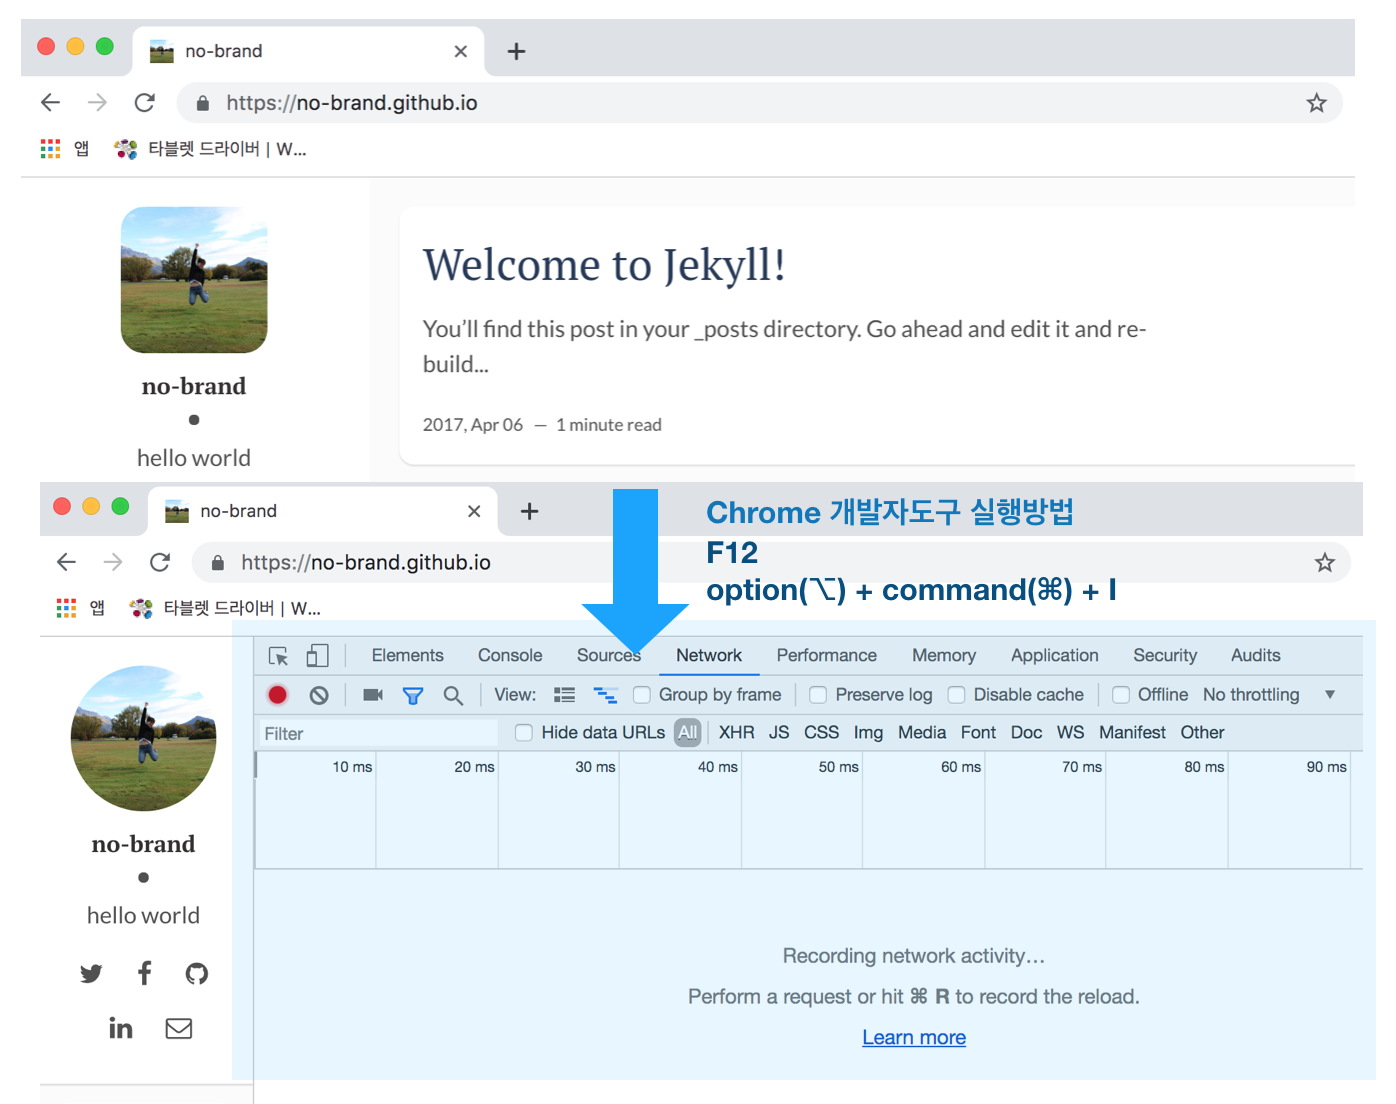 no-brand
https://no-brand.github.io
앱 타블렛 드라이버 | W...
Welcome to Jekyll!
You'll find this post in your _posts directory. Go ahead and edit it and re-
build...
2017, Apr 06 — 1 minute read
no-brand
hello world
no-brand
Chrome 개발자도구 실행방법
https://no-brand.github.io
F12
option(⌥) + command(⌘) + I
앱 타블렛 드라이버 | W...
Elements Console Sources Network Performance Memory Application Security Audits
View: Group by frame Preserve log Disable cache Offline No throttling ▼
Filter Hide data URLs All XHR JS CSS Img Media Font Doc WS Manifest Other
10 ms 20 ms 30 ms 40 ms 50 ms 60 ms 70 ms 80 ms 90 ms
no-brand
hello world
Recording network activity…
Perform a request or hit ⌘ R to record the reload.
Learn more